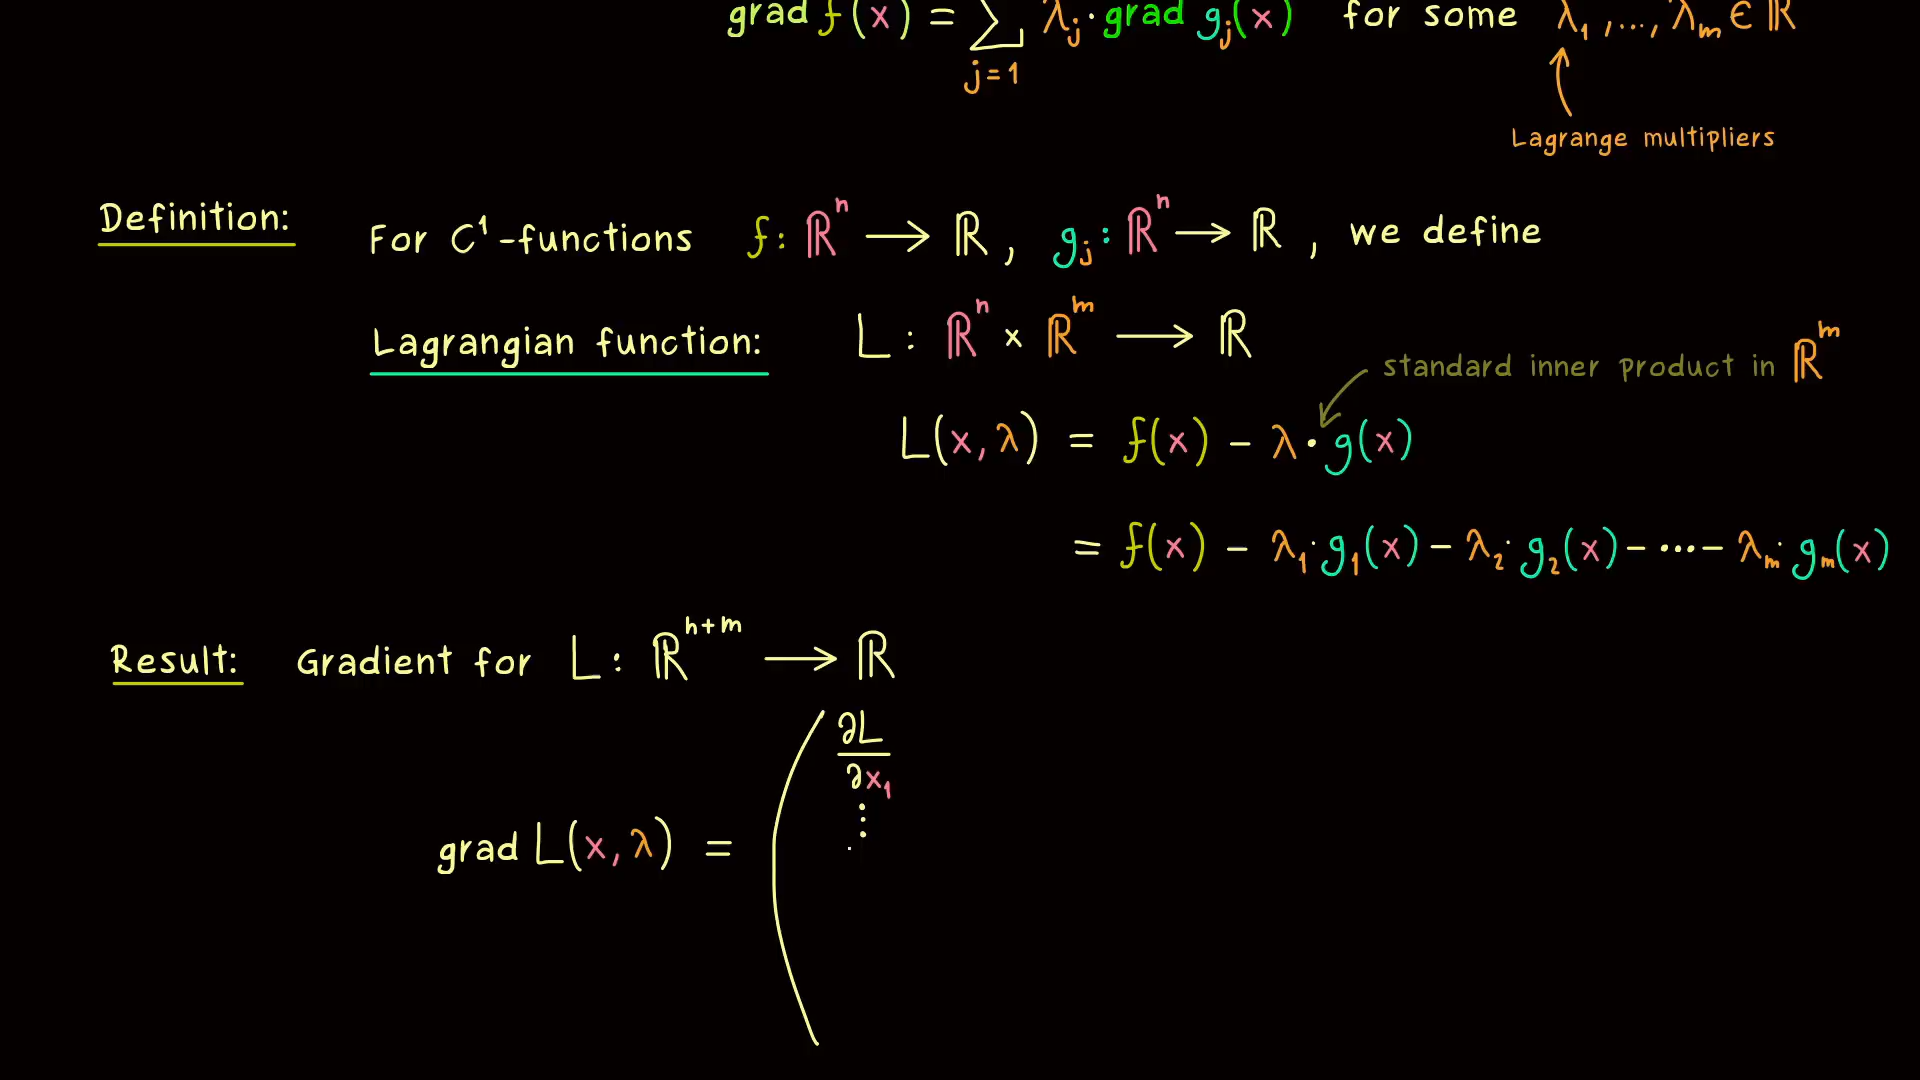 grad f(x) = ∑ λⱼ · grad gⱼ(x) for some λ₁,...,λₘ ∈ ℝ
j=1
Lagrange multipliers
Definition: For C¹-functions f: ℝⁿ ⟶ ℝ, gⱼ: ℝⁿ ⟶ ℝ, we define
Lagrangian function: L: ℝⁿ × ℝᵐ ⟶ ℝ
standard inner product in ℝᵐ
L(x,λ) = f(x) − λ · g(x)
= f(x) − λ₁·g₁(x) − λ₂·g₂(x) − ⋯ − λₘ·gₘ(x)
Result: Gradient for L: ℝⁿ⁺ᵐ ⟶ ℝ
∂L
∂x₁
⋮
grad L(x,λ) = (